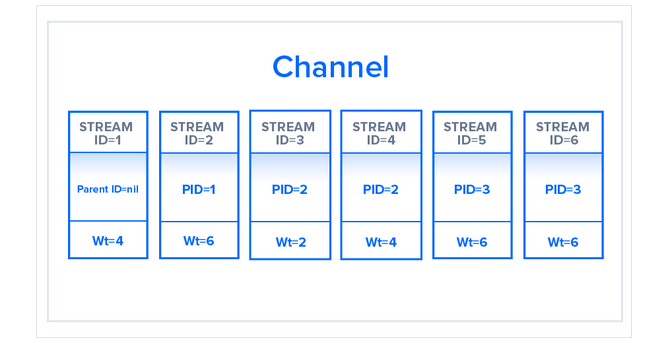 Channel
STREAM
ID=1
Parent ID=nil
Wt=4
STREAM
ID=2
PID=1
Wt=6
STREAM
ID=3
PID=2
Wt=2
STREAM
ID=4
PID=2
Wt=4
STREAM
ID=5
PID=3
Wt=6
STREAM
ID=6
PID=3
Wt=6